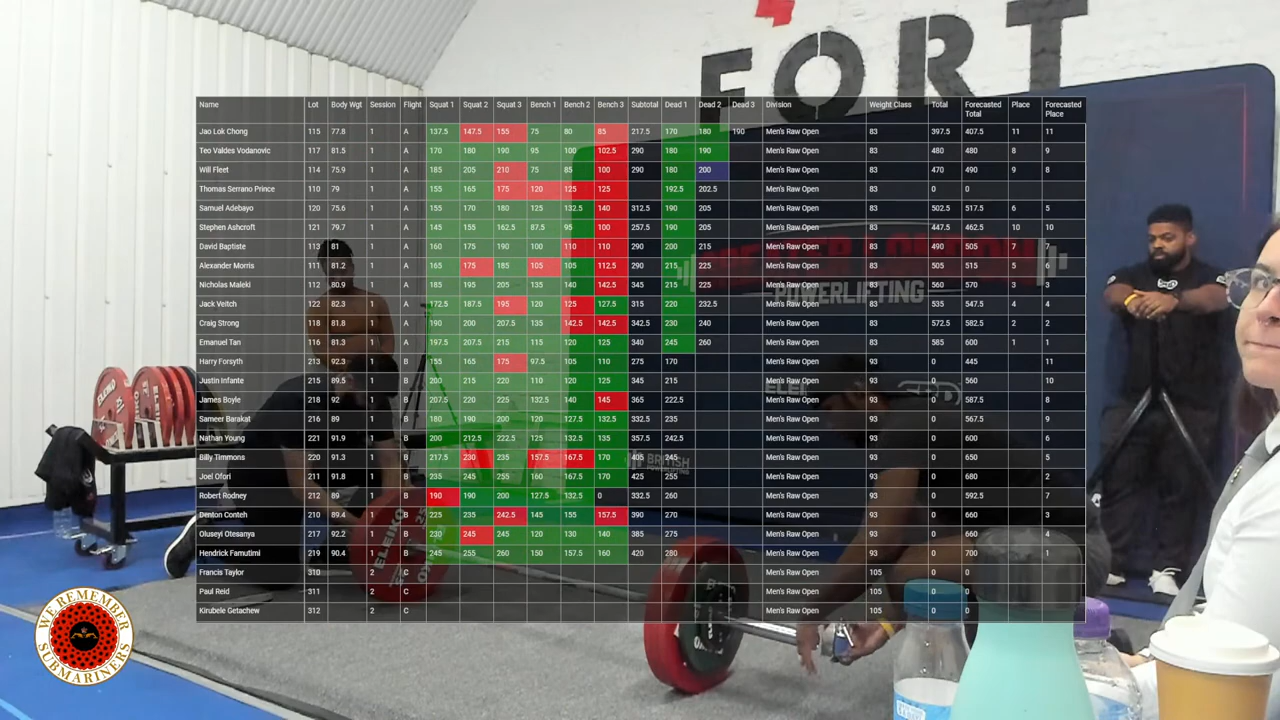 FORT
Name Lot Body Wgt Session Flight Squat 1 Squat 2 Squat 3 Bench 1 Bench 2 Bench 3 Subtotal Dead 1 Dead 2 Dead 3 Division Weight Class Total Forecasted Total Place Forecasted Place
Jao Lok Chong 115 77.8 1 A 137.5 147.5 155 75 80 85 217.5 170 180 190 Men's Raw Open 83 397.5 407.5 11 11
Teo Valdes Vodanovic 117 81.5 1 A 170 180 190 95 100 102.5 290 180 190 Men's Raw Open 83 480 480 8 9
Will Fleet 114 75.9 1 A 185 205 210 75 85 100 290 180 200 Men's Raw Open 83 470 490 9 8
Thomas Serrano Prince 110 79 1 A 155 165 175 120 125 125 192.5 202.5 Men's Raw Open 83 0 0
Samuel Adebayo 120 75.6 1 A 155 170 180 125 132.5 140 312.5 190 205 Men's Raw Open 83 502.5 517.5 6 5
Stephen Ashcroft 121 79.7 1 A 145 155 162.5 87.5 95 100 257.5 190 205 Men's Raw Open 83 447.5 462.5 10 10
David Baptiste 113 81 1 A 160 175 190 100 110 110 290 200 215 Men's Raw Open 83 490 505 7 7
Alexander Morris 111 81.2 1 A 165 175 185 105 105 112.5 290 215 225 Men's Raw Open 83 505 515 5 6
Nicholas Maleki 112 80.9 1 A 185 195 205 135 140 142.5 345 215 225 Men's Raw Open 83 560 570 3 3
Jack Veitch 122 82.3 1 A 172.5 187.5 195 120 125 127.5 315 220 232.5 Men's Raw Open 83 535 547.5 4 4
Craig Strong 118 81.8 1 A 190 200 207.5 135 142.5 142.5 342.5 230 240 Men's Raw Open 83 572.5 582.5 2 2
Emanuel Tan 116 81.3 1 A 197.5 207.5 215 115 120 125 340 245 260 Men's Raw Open 83 585 600 1 1
Harry Forsyth 213 92.3 1 B 155 165 175 97.5 105 110 275 170 Men's Raw Open 93 0 445 11
Justin Infante 215 89.5 1 B 200 215 220 110 120 125 345 215 Men's Raw Open 93 0 560 10
James Boyle 218 92 1 B 207.5 220 225 132.5 140 145 365 222.5 Men's Raw Open 93 0 587.5 8
Sameer Barakat 216 89 1 B 180 190 200 120 127.5 132.5 332.5 235 Men's Raw Open 93 0 567.5 9
Nathan Young 221 91.9 1 B 200 212.5 222.5 125 132.5 135 357.5 242.5 Men's Raw Open 93 0 600 6
Billy Timmons 220 91.3 1 B 217.5 230 235 157.5 167.5 170 405 245 Men's Raw Open 93 0 650 5
Joel Ofori 211 91.8 1 B 235 245 255 160 167.5 170 425 255 Men's Raw Open 93 0 680 2
Robert Rodney 212 89 1 B 190 190 200 127.5 132.5 0 332.5 260 Men's Raw Open 93 0 592.5 7
Denton Conteh 210 89.4 1 B 225 235 242.5 145 155 157.5 390 270 Men's Raw Open 93 0 660 3
Oluseyi Otesanya 217 92.2 1 B 230 245 245 120 130 140 385 275 Men's Raw Open 93 0 660 4
Hendrick Famutimi 219 90.4 1 B 245 255 260 150 157.5 160 420 280 Men's Raw Open 93 0 700 1
Francis Taylor 310 2 C Men's Raw Open 105 0 0
Paul Reid 311 2 C Men's Raw Open 105 0 0
Kirubele Getachew 312 2 C Men's Raw Open 105 0 0
POWERLIFTING
BRITISH
ELEIKO
ELEIKO
WE REMEMBER
SUBMARINERS